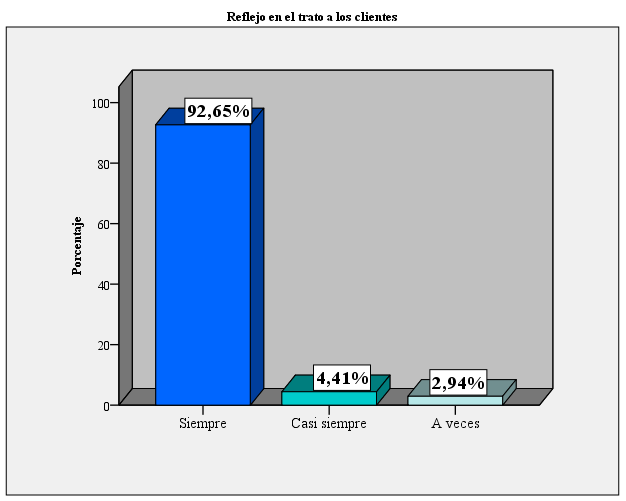 Reflejo en el trato a los clientes
Porcentaje
100
80
60
40
20
0
92,65%
4,41%
2,94%
Siempre
Casi siempre
A veces